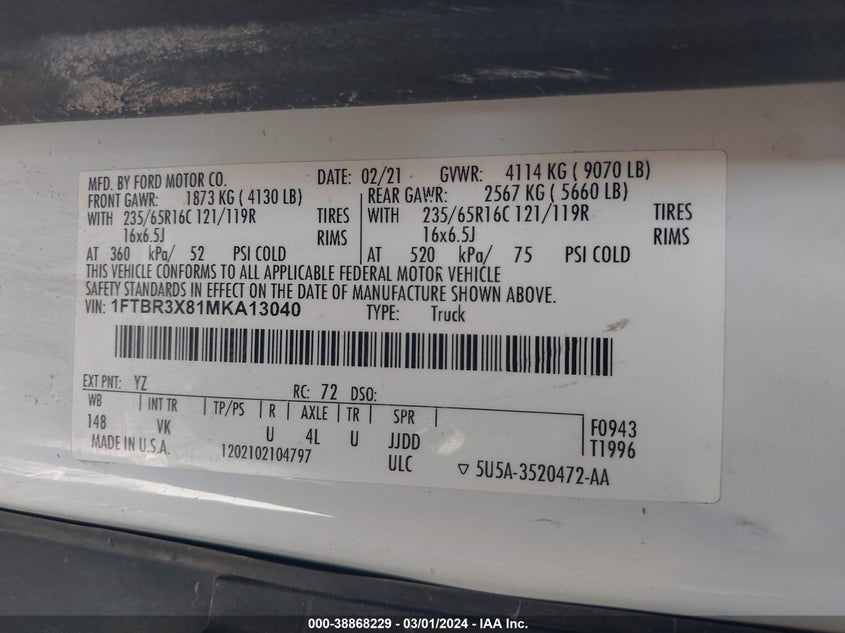 MFD. BY FORD MOTOR CO. DATE: 02/21 GVWR: 4114 KG ( 9070 LB)
FRONT GAWR: 1873 KG ( 4130 LB) REAR GAWR: 2567 KG ( 5660 LB)
WITH 235/65R16C 121/119R TIRES WITH 235/65R16C 121/119R TIRES
16x6.5J RIMS 16x6.5J RIMS
AT 360 kPa/ 52 PSI COLD AT 520 kPa/ 75 PSI COLD
THIS VEHICLE CONFORMS TO ALL APPLICABLE FEDERAL MOTOR VEHICLE
SAFETY STANDARDS IN EFFECT ON THE DATE OF MANUFACTURE SHOWN ABOVE.
VIN: 1FTBR3X81MKA13040 TYPE: Truck
EXT PNT: YZ RC: 72 DSO:
WB INT TR TP/PS R AXLE TR SPR F0943
148 VK U 4L U JJDD T1996
MADE IN U.S.A. 1202102104797 ULC ▽ 5U5A-3520472-AA
000-38868229 - 03/01/2024 - IAAI.com.